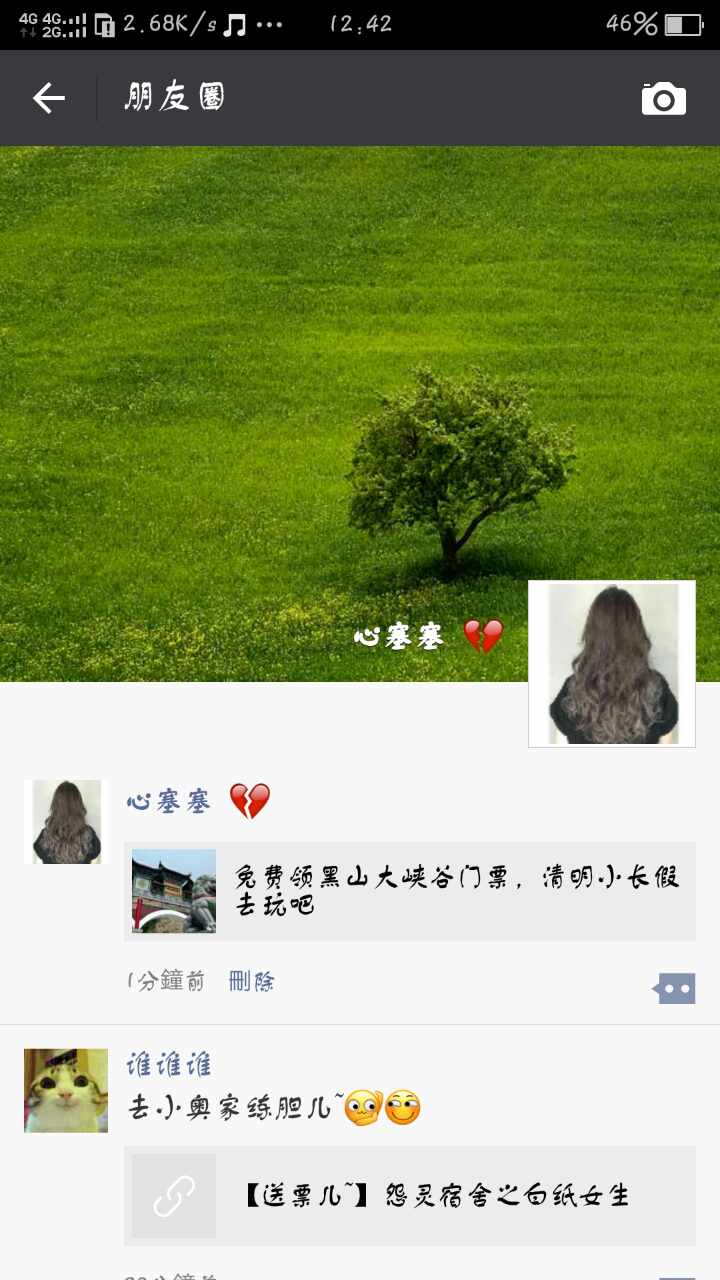 4G 4G 2G 2.68K/s ••• 12:42 46%
朋友圈
心塞塞 💔
心塞塞 💔
免费领黑山大峡谷门票，清明小长假
去玩吧
1分鐘前 刪除
谁谁谁
去小奥家练胆儿~
【送票儿~】怨灵宿舍之白纸女生